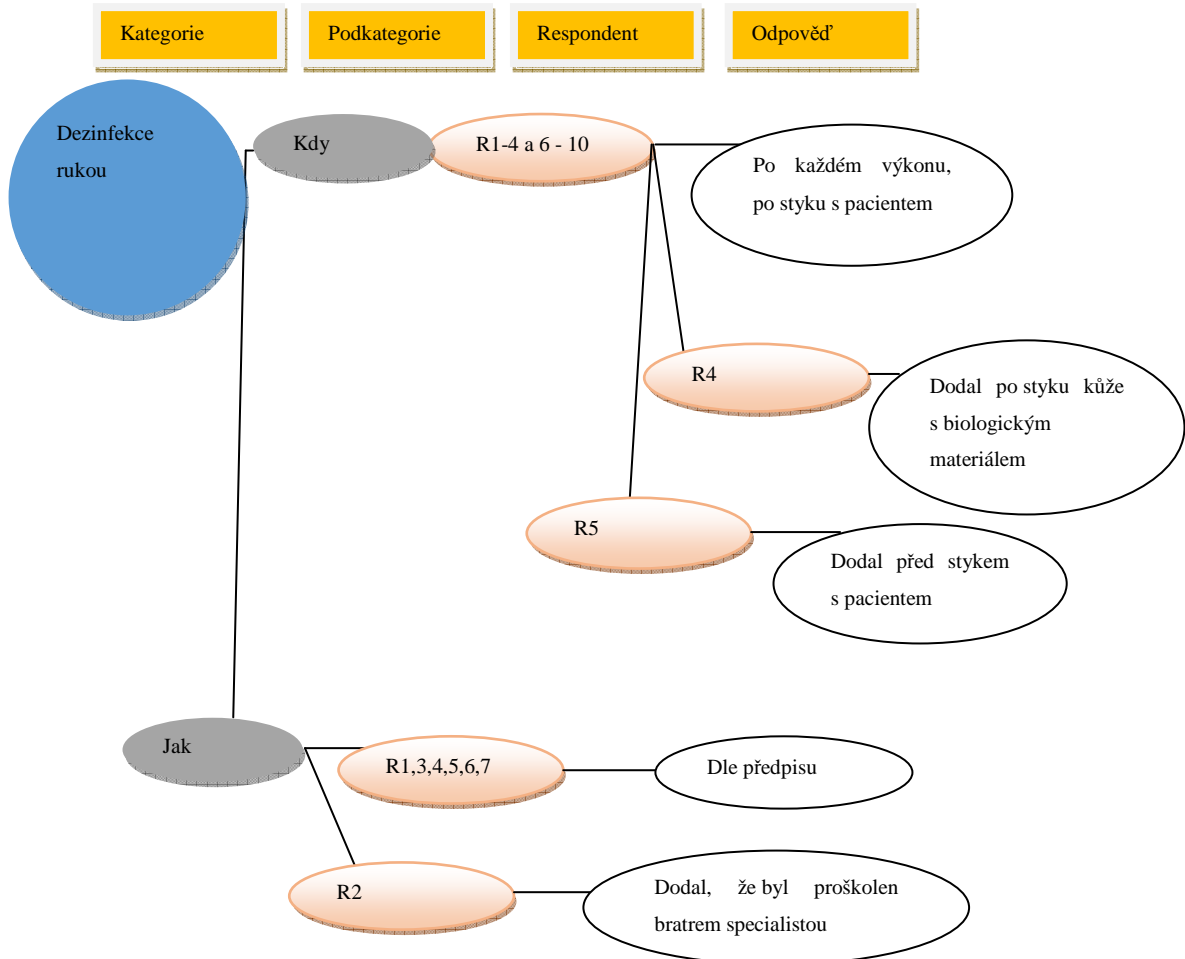 Kategorie
Podkategorie
Respondent
Odpověď
Dezinfekce
rukou
Kdy
R1-4 a 6 - 10
Po každém výkonu,
po styku s pacientem
R4
Dodal po styku kůže
s biologickým
materiálem
R5
Dodal před stykem
s pacientem
Jak
R1,3,4,5,6,7
Dle předpisu
R2
Dodal, že byl proškolen
bratrem specialistou